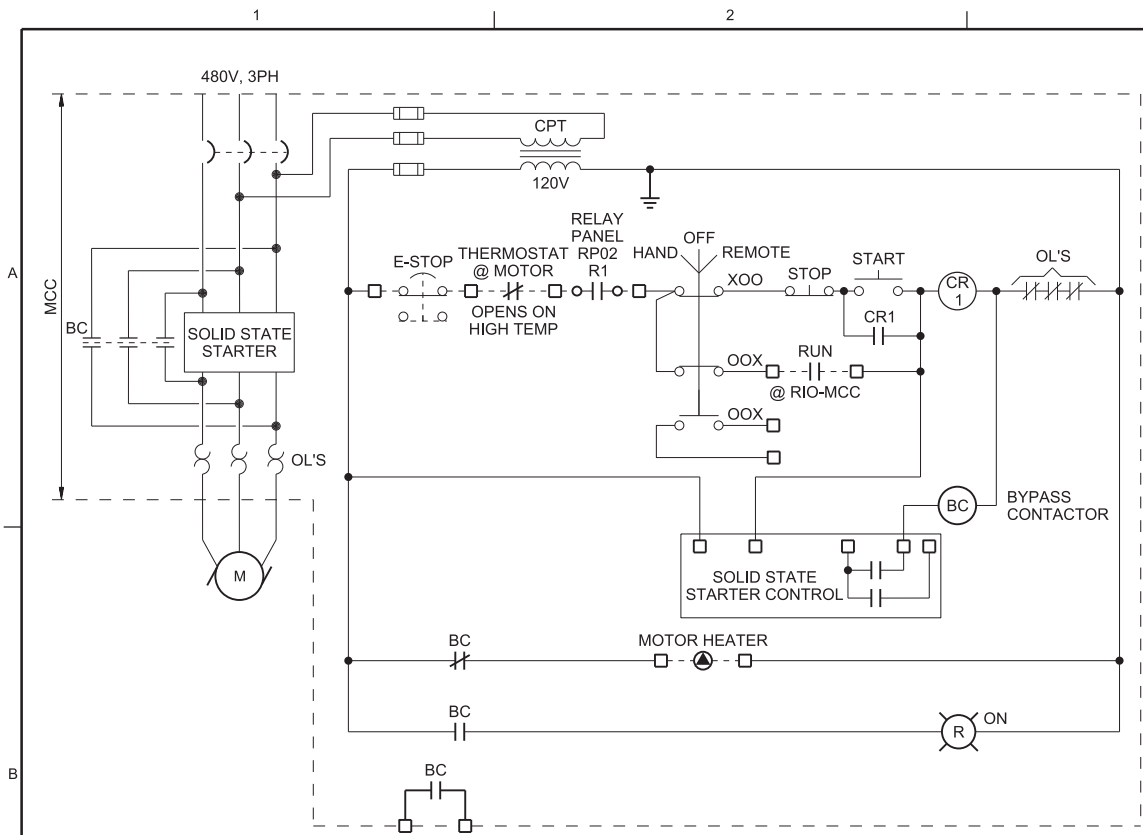 1
2
480V, 3PH
CPT
120V
A
MCC
BC
SOLID STATE
STARTER
OL'S
M
E-STOP
THERMOSTAT
@ MOTOR
OPENS ON
HIGH TEMP
RELAY
PANEL
RP02
R1
HAND
OFF
REMOTE
XOO
STOP
START
CR
1
OL'S
CR1
OOX
RUN
@ RIO-MCC
OOX
BC
BYPASS
CONTACTOR
SOLID STATE
STARTER CONTROL
BC
MOTOR HEATER
BC
R
ON
B
BC